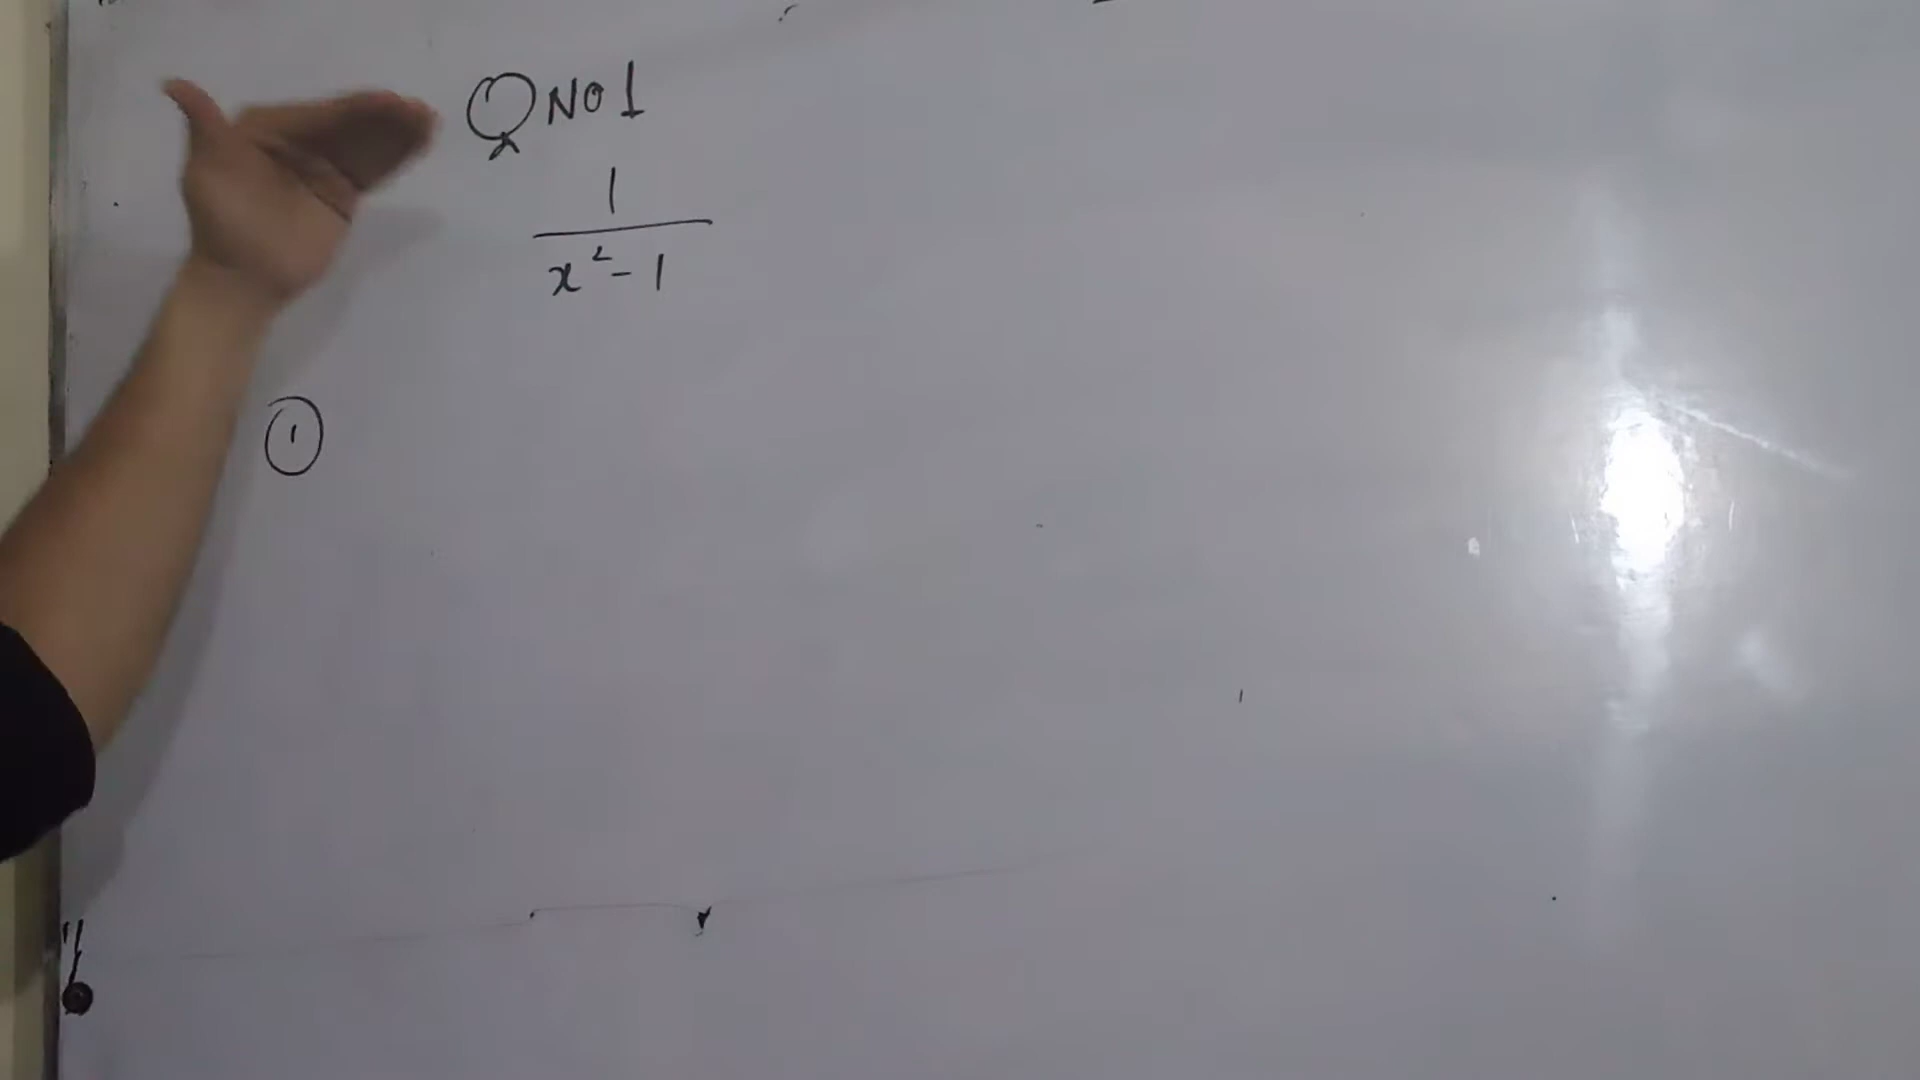 Q NO 1
1
x² - 1
①